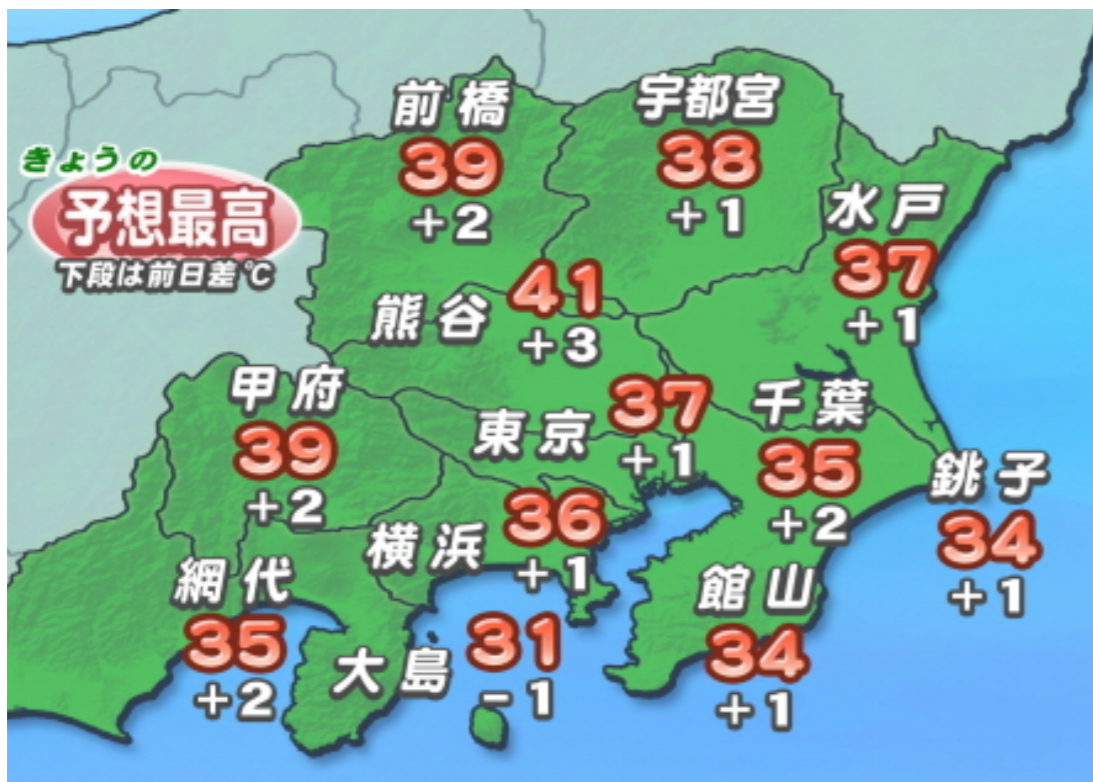 きょうの
予想最高
下段は前日差℃
前橋
39
+2
宇都宮
38
+1
水戸
37
+1
熊谷
41
+3
甲府
39
+2
東京
37
+1
千葉
35
+2
銚子
34
+1
横浜
36
+1
網代
35
+2
大島
31
-1
館山
34
+1